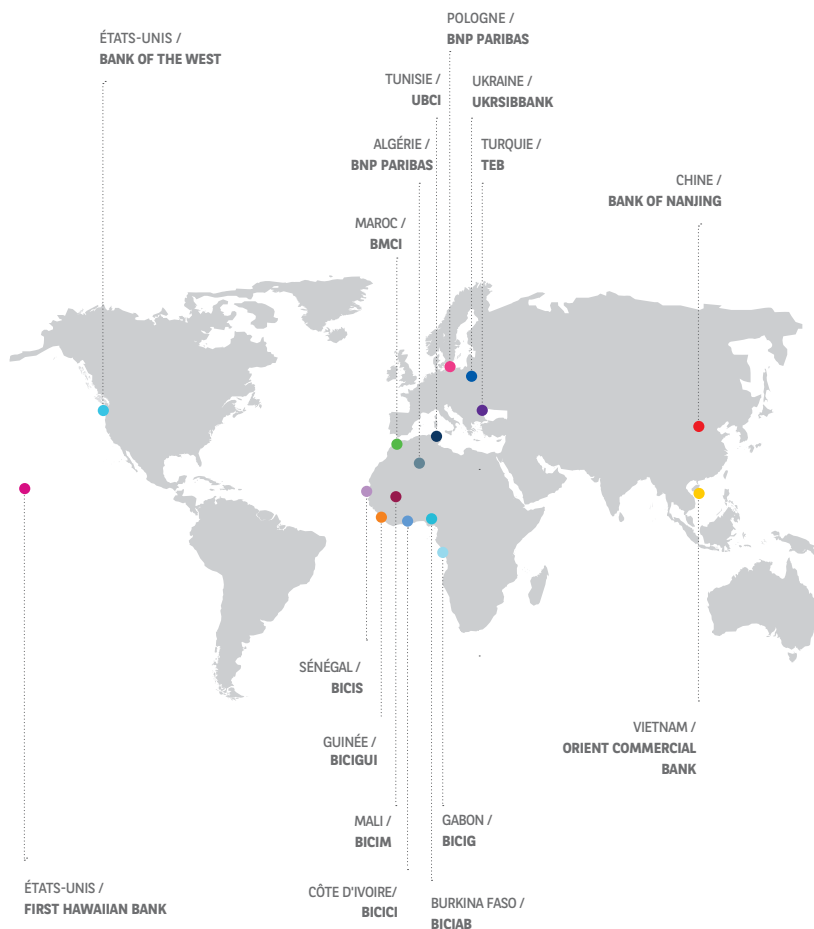 POLOGNE /
BNP PARIBAS
ÉTATS-UNIS /
BANK OF THE WEST
TUNISIE /
UBCI
UKRAINE /
UKRSIBBANK
ALGÉRIE /
BNP PARIBAS
TURQUIE /
TEB
CHINE /
BANK OF NANJING
MAROC /
BMCI
SÉNÉGAL /
BICIS
GUINÉE /
BICIGUI
VIETNAM /
ORIENT COMMERCIAL
BANK
MALI /
BICIM
GABON /
BICIG
ÉTATS-UNIS /
FIRST HAWAIIAN BANK
CÔTE D'IVOIRE/
BICICI
BURKINA FASO /
BICIAB